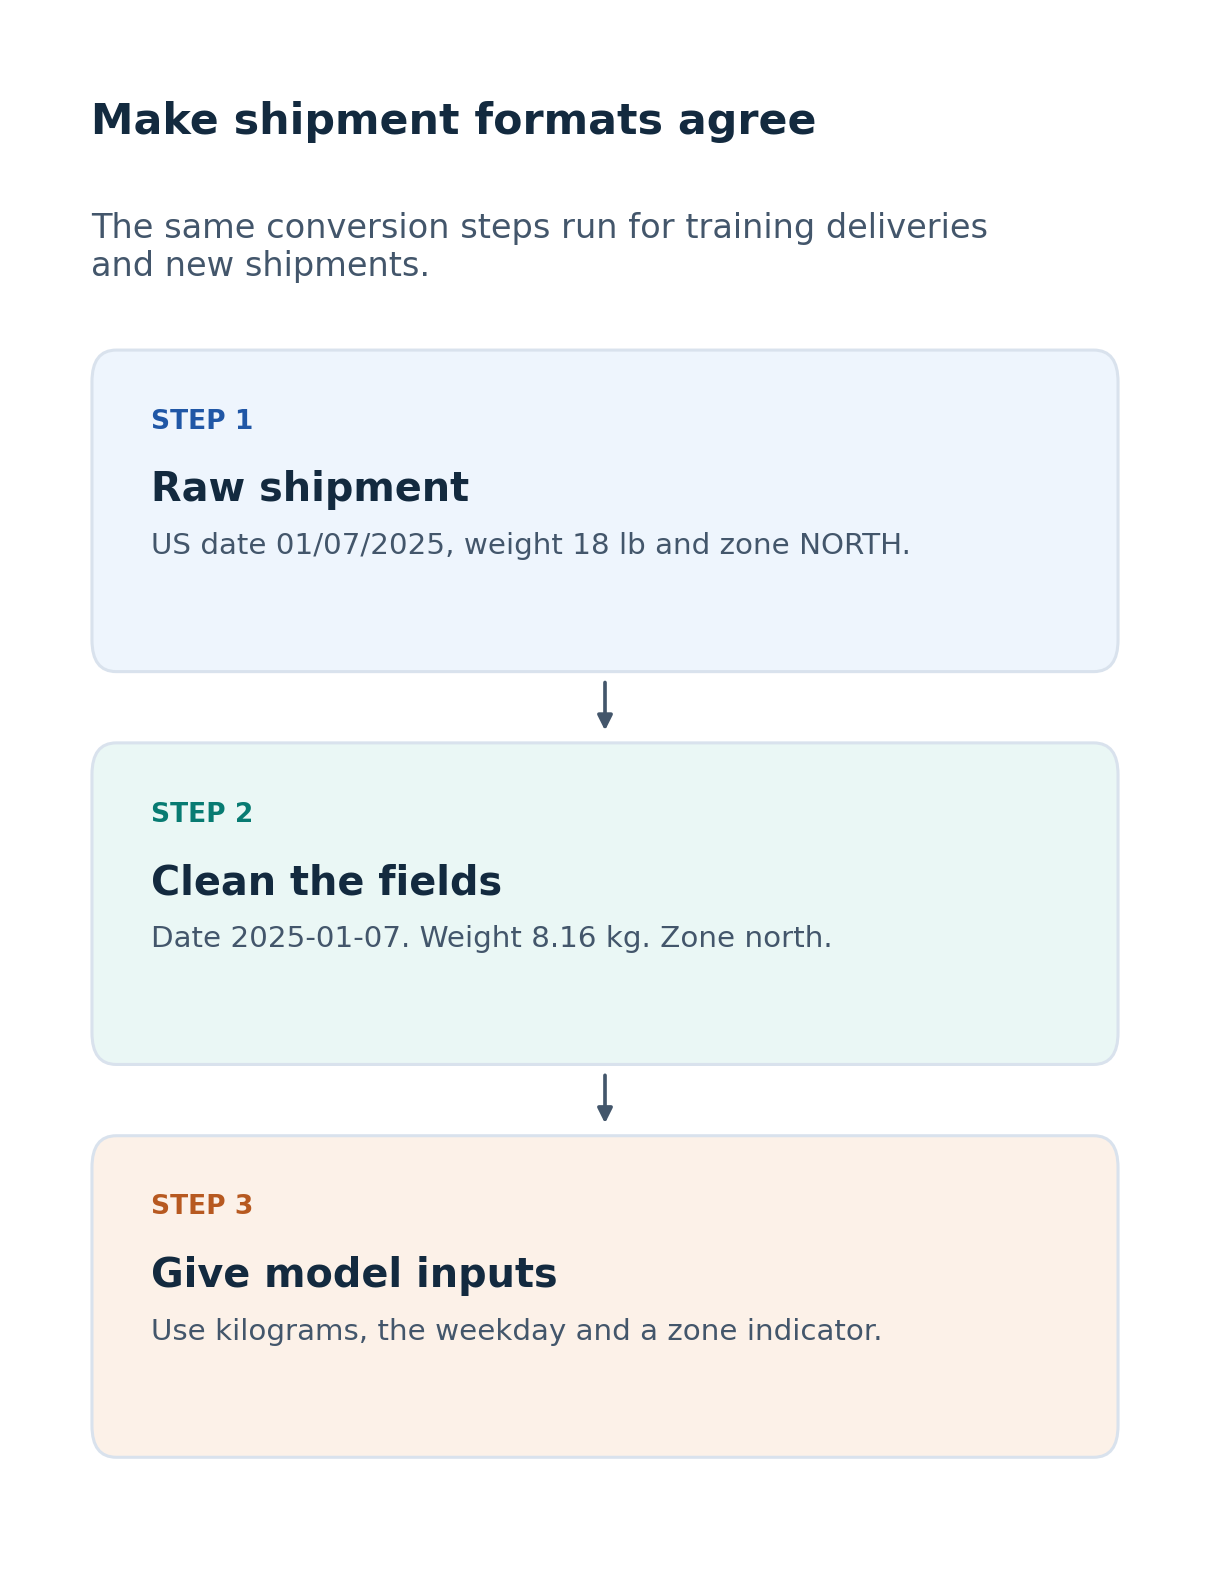 Make shipment formats agree
The same conversion steps run for training deliveries
and new shipments.
STEP 1
Raw shipment
US date 01/07/2025, weight 18 lb and zone NORTH.
STEP 2
Clean the fields
Date 2025-01-07. Weight 8.16 kg. Zone north.
STEP 3
Give model inputs
Use kilograms, the weekday and a zone indicator.